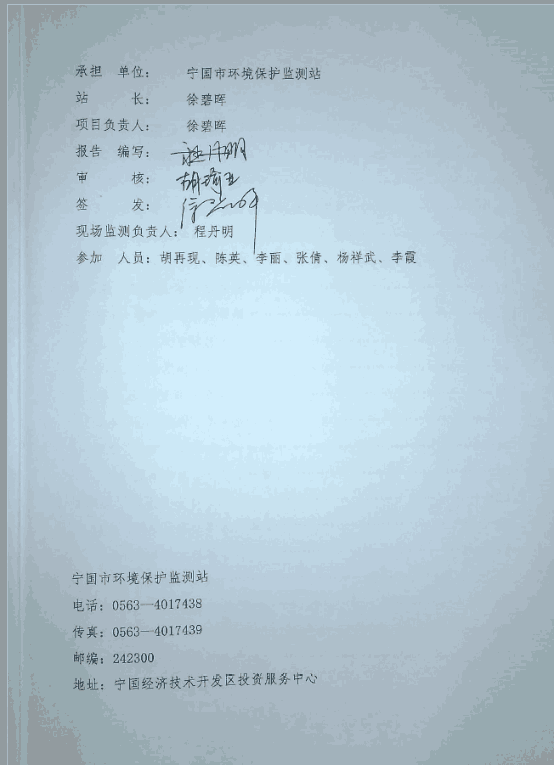 承担 单位： 宁国市环境保护监测站
站 长： 徐碧晖
项目负责人： 徐碧晖
报告 编写： 程丹明
审 核：
签 发：
现场监测负责人： 程丹明
参加 人员：胡再现、陈英、李丽、张倩、杨祥武、李霞
宁国市环境保护监测站
电话：0563—4017438
传真：0563—4017439
邮编：242300
地址：宁国经济技术开发区投资服务中心